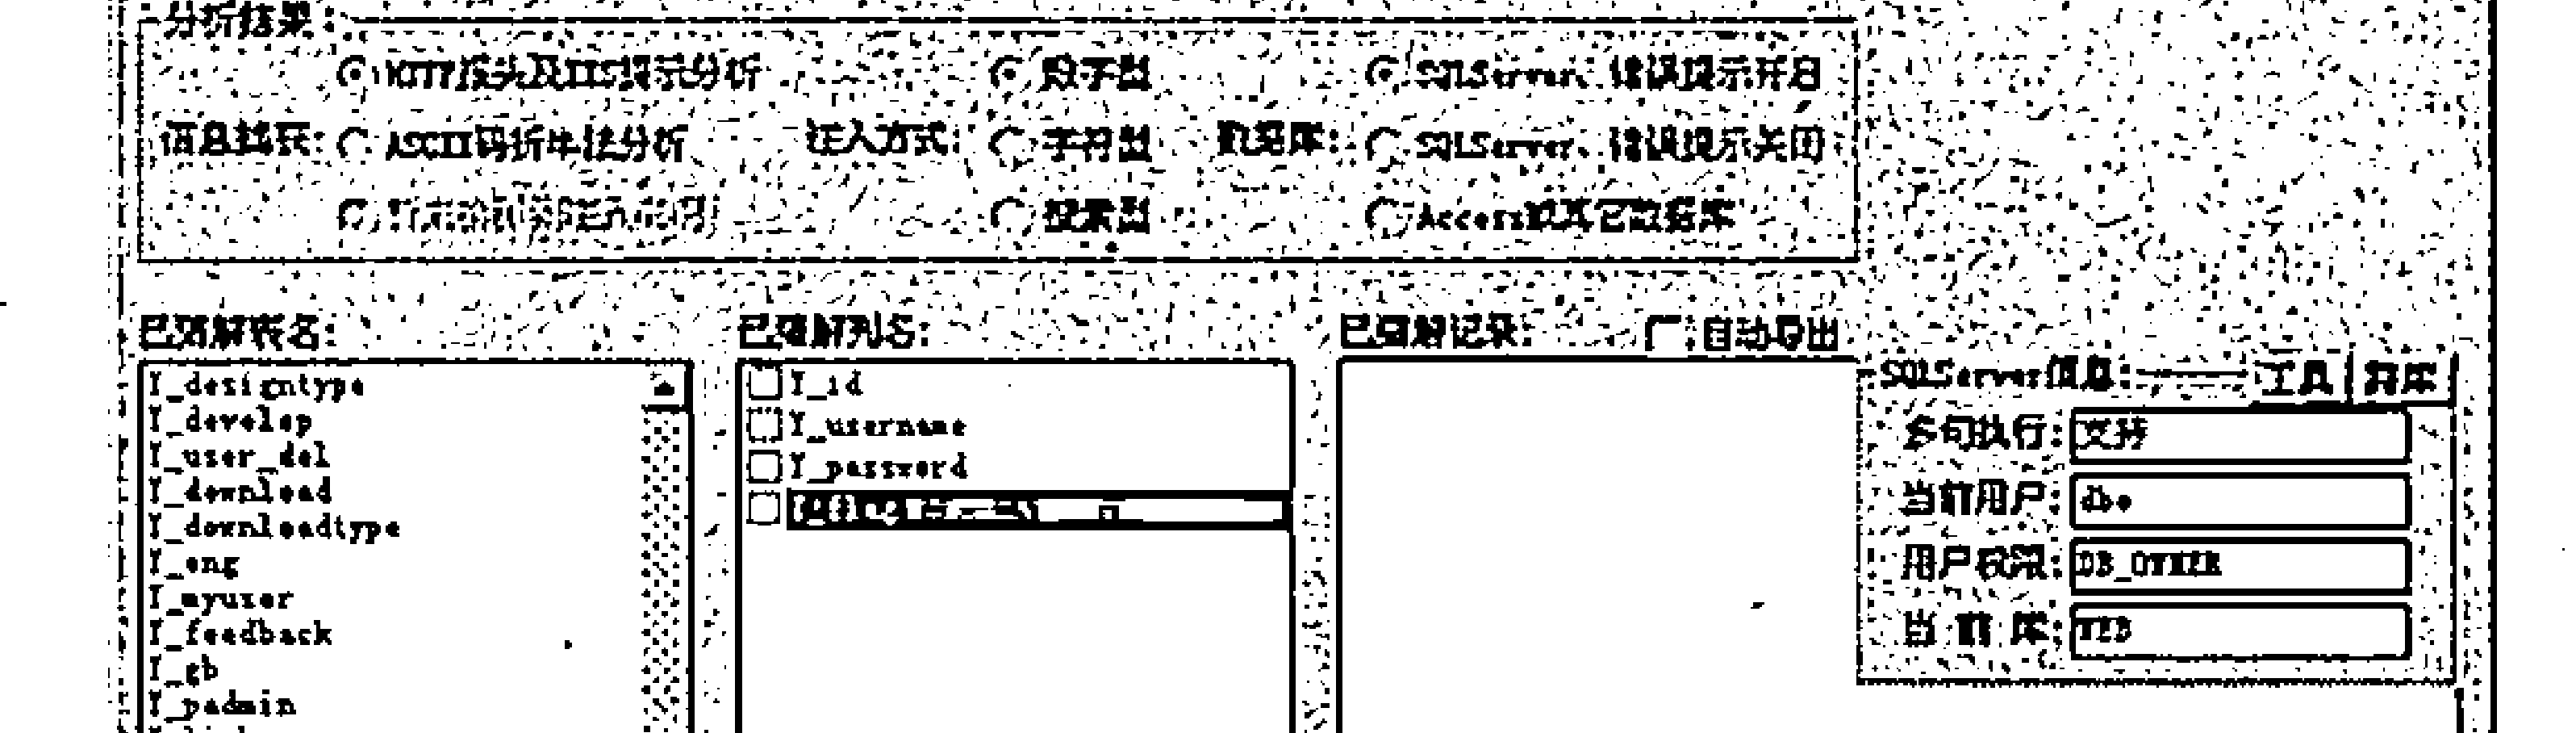 分析结果:
HTTP报头及IIS提示分析 数字型 SQLServer、错误提示开启
信息获取: ASCII码折半法分析 注入方式: 字符型 数据库: SQLServer、错误提示关闭
搜索型 Access或其它数据库
已猜解表名: 已猜解列名: 已猜解记录: 自动导出
Y_designtype
Y_develop
Y_user_del
Y_download
Y_downloadtype
Y_eng
Y_myuser
Y_feedback
Y_gb
Y_padmin
Y_id
Y_username
Y_password
SQLServer信息: 工具
多句执行: 支持
当前用户: dbo
用户权限: DB_OWNER
当前库: WEB